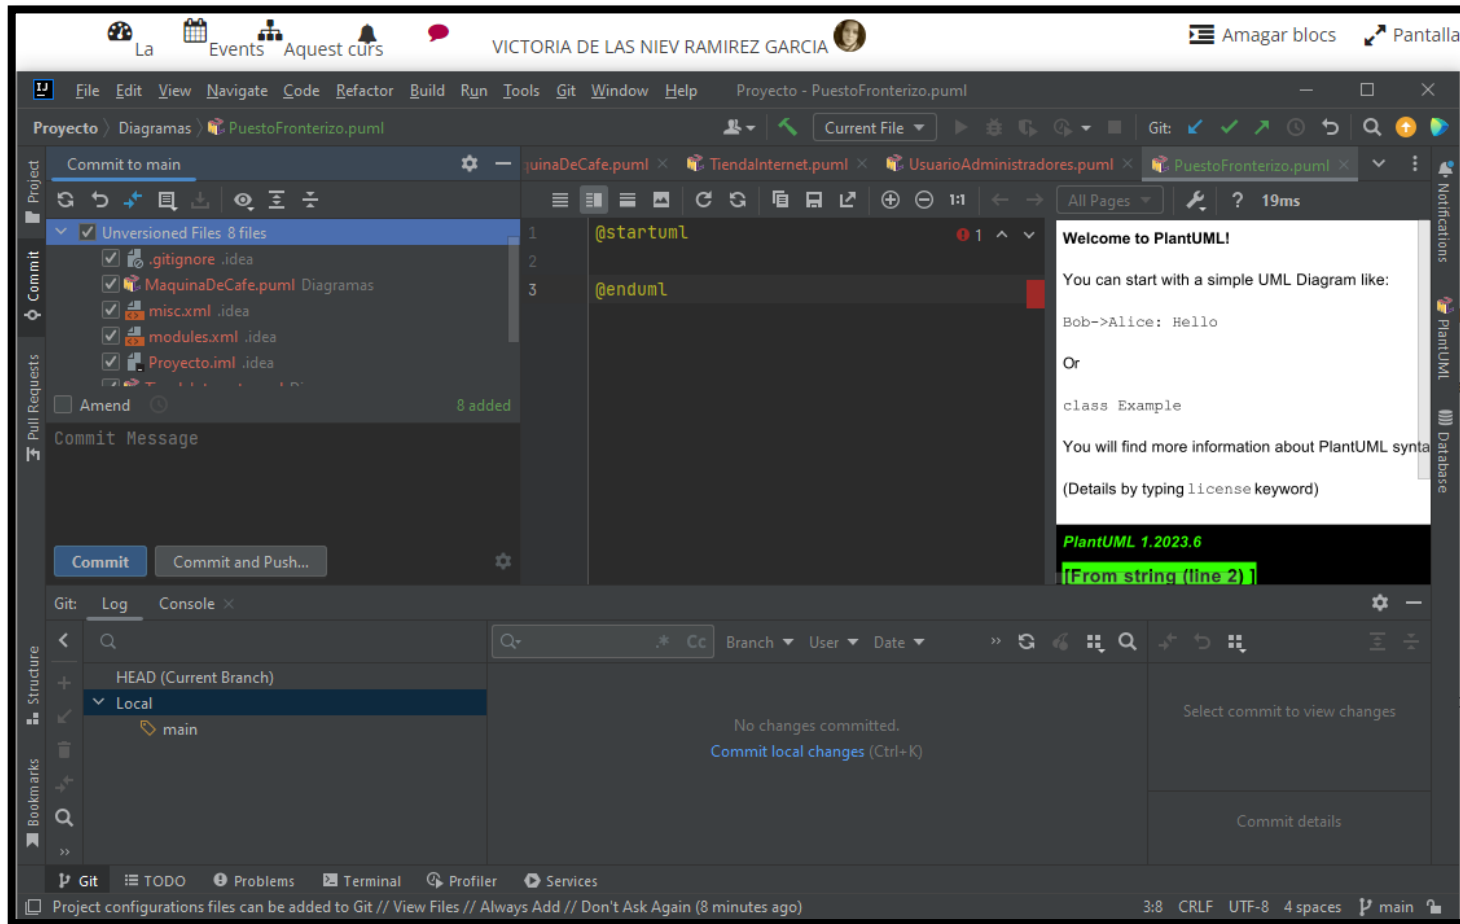 La Events Aquest curs VICTORIA DE LAS NIEV RAMIREZ GARCIA Amagar blocs Pantalla
IJ File Edit View Navigate Code Refactor Build Run Tools Git Window Help Proyecto - PuestoFronterizo.puml
Proyecto Diagramas PuestoFronterizo.puml Current File Git:
Commit to main quinaDeCafe.puml TiendaInternet.puml UsuarioAdministradores.puml PuestoFronterizo.puml
1:1 All Pages ? 19ms
Unversioned Files 8 files
.gitignore .idea
MaquinaDeCafe.puml Diagramas
misc.xml .idea
modules.xml .idea
Proyecto.iml .idea
Amend 8 added
Commit Message
Commit Commit and Push...
1 @startuml 1
2
3 @enduml
Welcome to PlantUML!
You can start with a simple UML Diagram like:
Bob->Alice: Hello
Or
class Example
You will find more information about PlantUML synta
(Details by typing license keyword)
PlantUML 1.2023.6
[From string (line 2) ]
Project
Commit
Pull Requests
Structure
Bookmarks
Notifications
PlantUML
Database
Git: Log Console
.* Cc Branch User Date
HEAD (Current Branch)
Local
main
No changes committed.
Commit local changes (Ctrl+K)
Select commit to view changes
Commit details
Git TODO Problems Terminal Profiler Services
Project configurations files can be added to Git // View Files // Always Add // Don't Ask Again (8 minutes ago) 3:8 CRLF UTF-8 4 spaces main